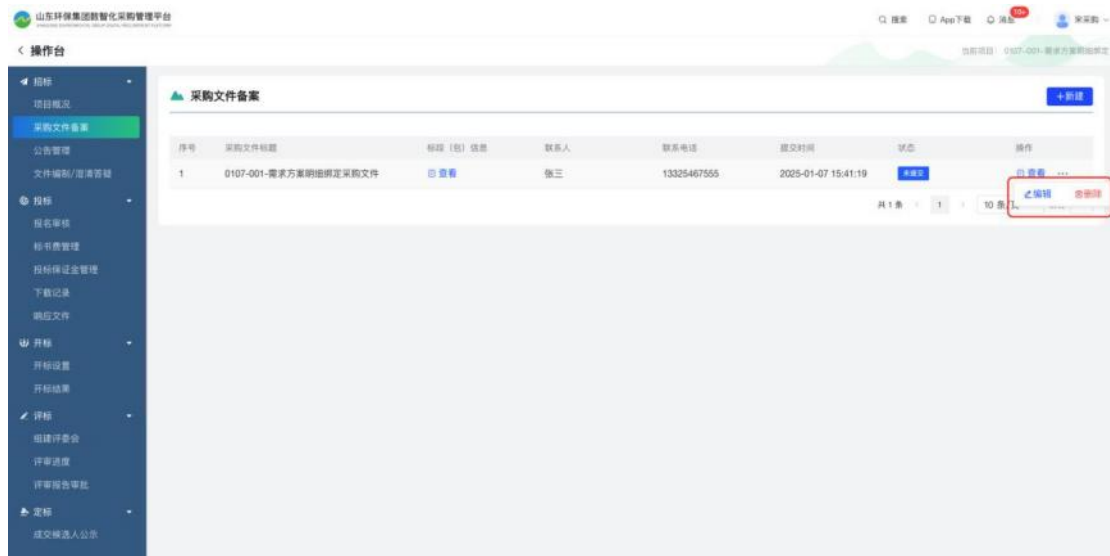 山东环保集团数智化采购管理平台
搜索 App下载 消息 10+ 宋采购
操作台
当前项目: 0107-001-需求方案明细绑定
招标
项目概况
采购文件备案
公告管理
文件编制/澄清答疑
投标
报名审核
标书费管理
投标保证金管理
下载记录
响应文件
开标
开标设置
开标结果
评标
组建评委会
评审进度
评审报告审批
定标
成交候选人公示
采购文件备案
+新建
序号 采购文件标题 标段(包)信息 联系人 联系电话 提交时间 状态 操作
1 0107-001-需求方案明细绑定采购文件 查看 张三 13325467555 2025-01-07 15:41:19 未提交 查看 ...
编辑 删除
共 1 条 1 10 条/页